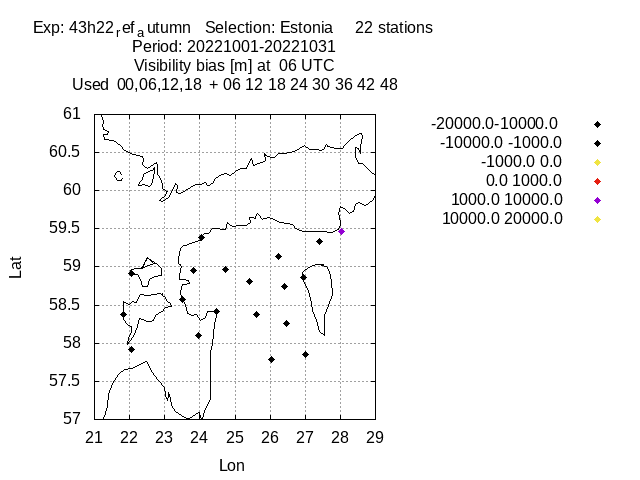 Exp: 43h22refautumn Selection: Estonia 22 stations
Period: 20221001-20221031
Visibility bias [m] at 06 UTC
Used 00,06,12,18 + 06 12 18 24 30 36 42 48
-20000.0-10000.0
-10000.0 -1000.0
-1000.0 0.0
0.0 1000.0
1000.0 10000.0
10000.0 20000.0
61
60.5
60
59.5
59
58.5
58
57.5
57
Lat
21 22 23 24 25 26 27 28 29
Lon